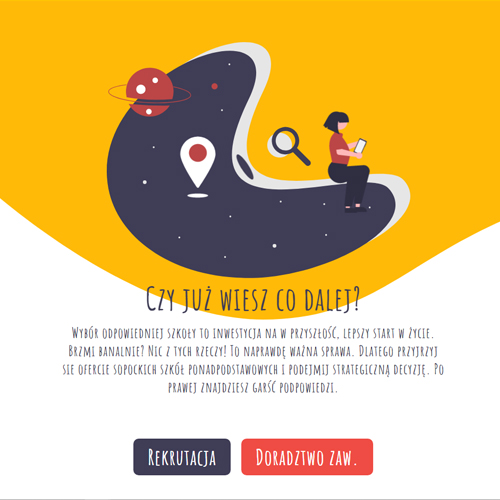 Czy już wiesz co dalej?
Wybór odpowiedniej szkoły to inwestycja na w przyszłość, lepszy start w życie.
Brzmi banalnie? Nic z tych rzeczy! To naprawdę ważna sprawa. Dlatego przyjrzyj
sie ofercie sopockich szkół ponadpodstawowych i podejmij strategiczną decyzję. Po
prawej znajdziesz garść podpowiedzi.
Rekrutacja
Doradztwo zaw.